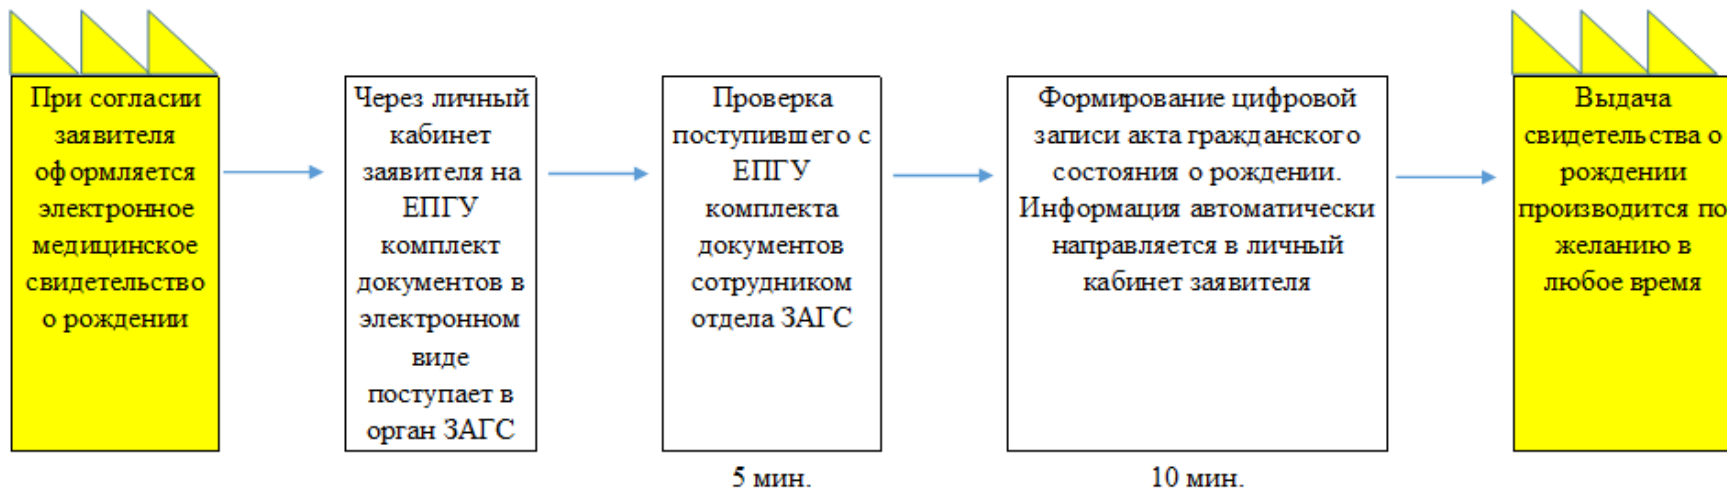 При согласии
заявителя
оформляется
электронное
медицинское
свидетельство
о рождении
Через личный
кабинет
заявителя на
ЕПГУ
комплект
документов в
электронном
виде
поступает в
орган ЗАГС
Проверка
поступившего с
ЕПГУ
комплекта
документов
сотрудником
отдела ЗАГС
5 мин.
Формирование цифровой
записи акта гражданского
состояния о рождении.
Информация автоматически
направляется в личный
кабинет заявителя
10 мин.
Выдача
свидетельства о
рождении
производится по
желанию в
любое время